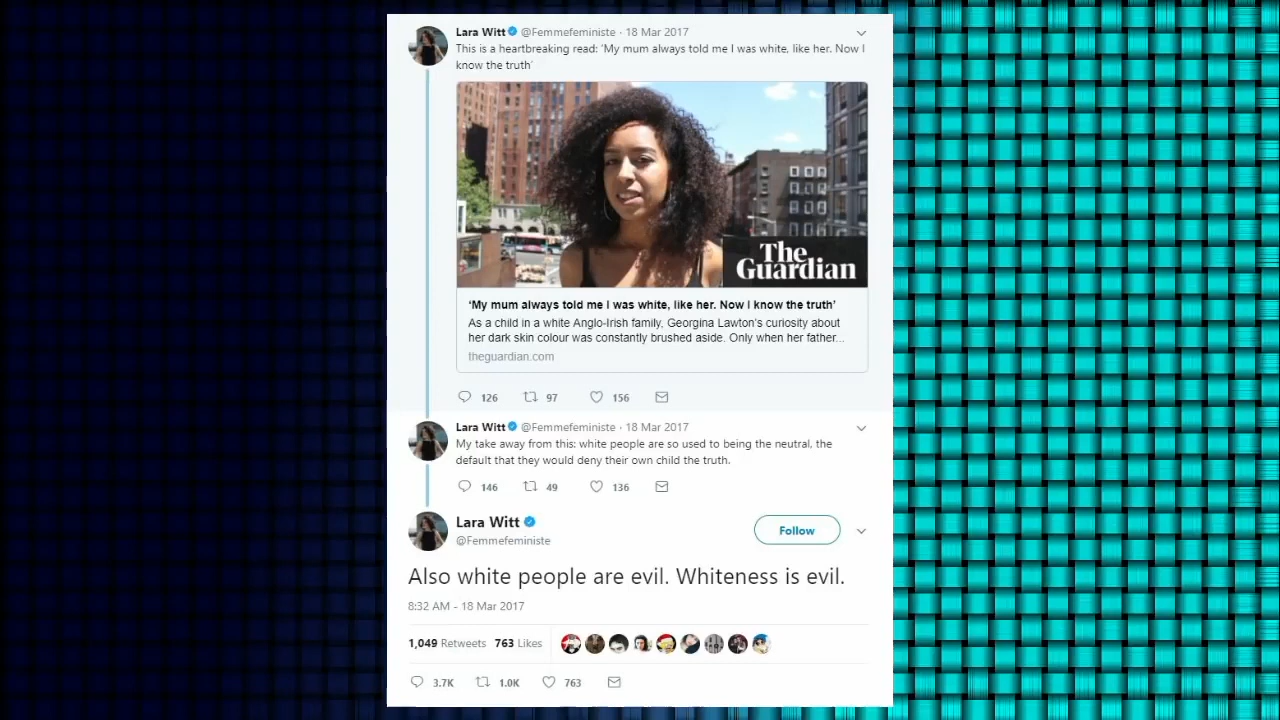 Lara Witt @Femmefeministe · 18 Mar 2017
This is a heartbreaking read: 'My mum always told me I was white, like her. Now I
know the truth'
The
Guardian
'My mum always told me I was white, like her. Now I know the truth'
As a child in a white Anglo-Irish family, Georgina Lawton's curiosity about
her dark skin colour was constantly brushed aside. Only when her father...
theguardian.com
126 97 156
Lara Witt @Femmefeministe · 18 Mar 2017
My take away from this: white people are so used to being the neutral, the
default that they would deny their own child the truth.
146 49 136
Lara Witt
@Femmefeministe
Follow
Also white people are evil. Whiteness is evil.
8:32 AM - 18 Mar 2017
1,049 Retweets 763 Likes
3.7K 1.0K 763